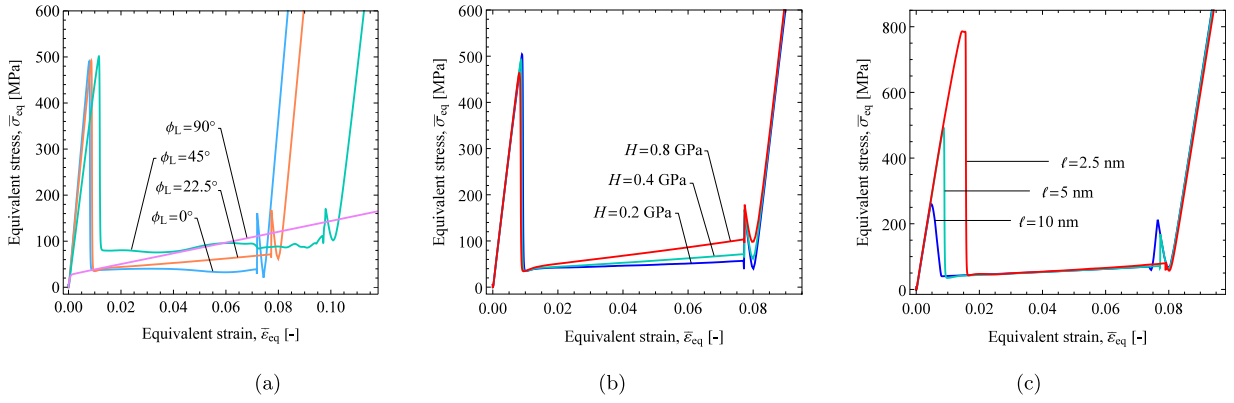 600
500
400
300
200
100
0
Equivalent stress, σ̅eq [MPa]
ϕL=90°
ϕL=45°
ϕL=22.5°
ϕL=0°
0.00 0.02 0.04 0.06 0.08 0.10
Equivalent strain, ε̅eq [-]
(a)
600
500
400
300
200
100
0
Equivalent stress, σ̅eq [MPa]
H=0.8 GPa
H=0.4 GPa
H=0.2 GPa
0.00 0.02 0.04 0.06 0.08
Equivalent strain, ε̅eq [-]
(b)
800
600
400
200
0
Equivalent stress, σ̅eq [MPa]
ℓ=2.5 nm
ℓ=5 nm
ℓ=10 nm
0.00 0.02 0.04 0.06 0.08
Equivalent strain, ε̅eq [-]
(c)